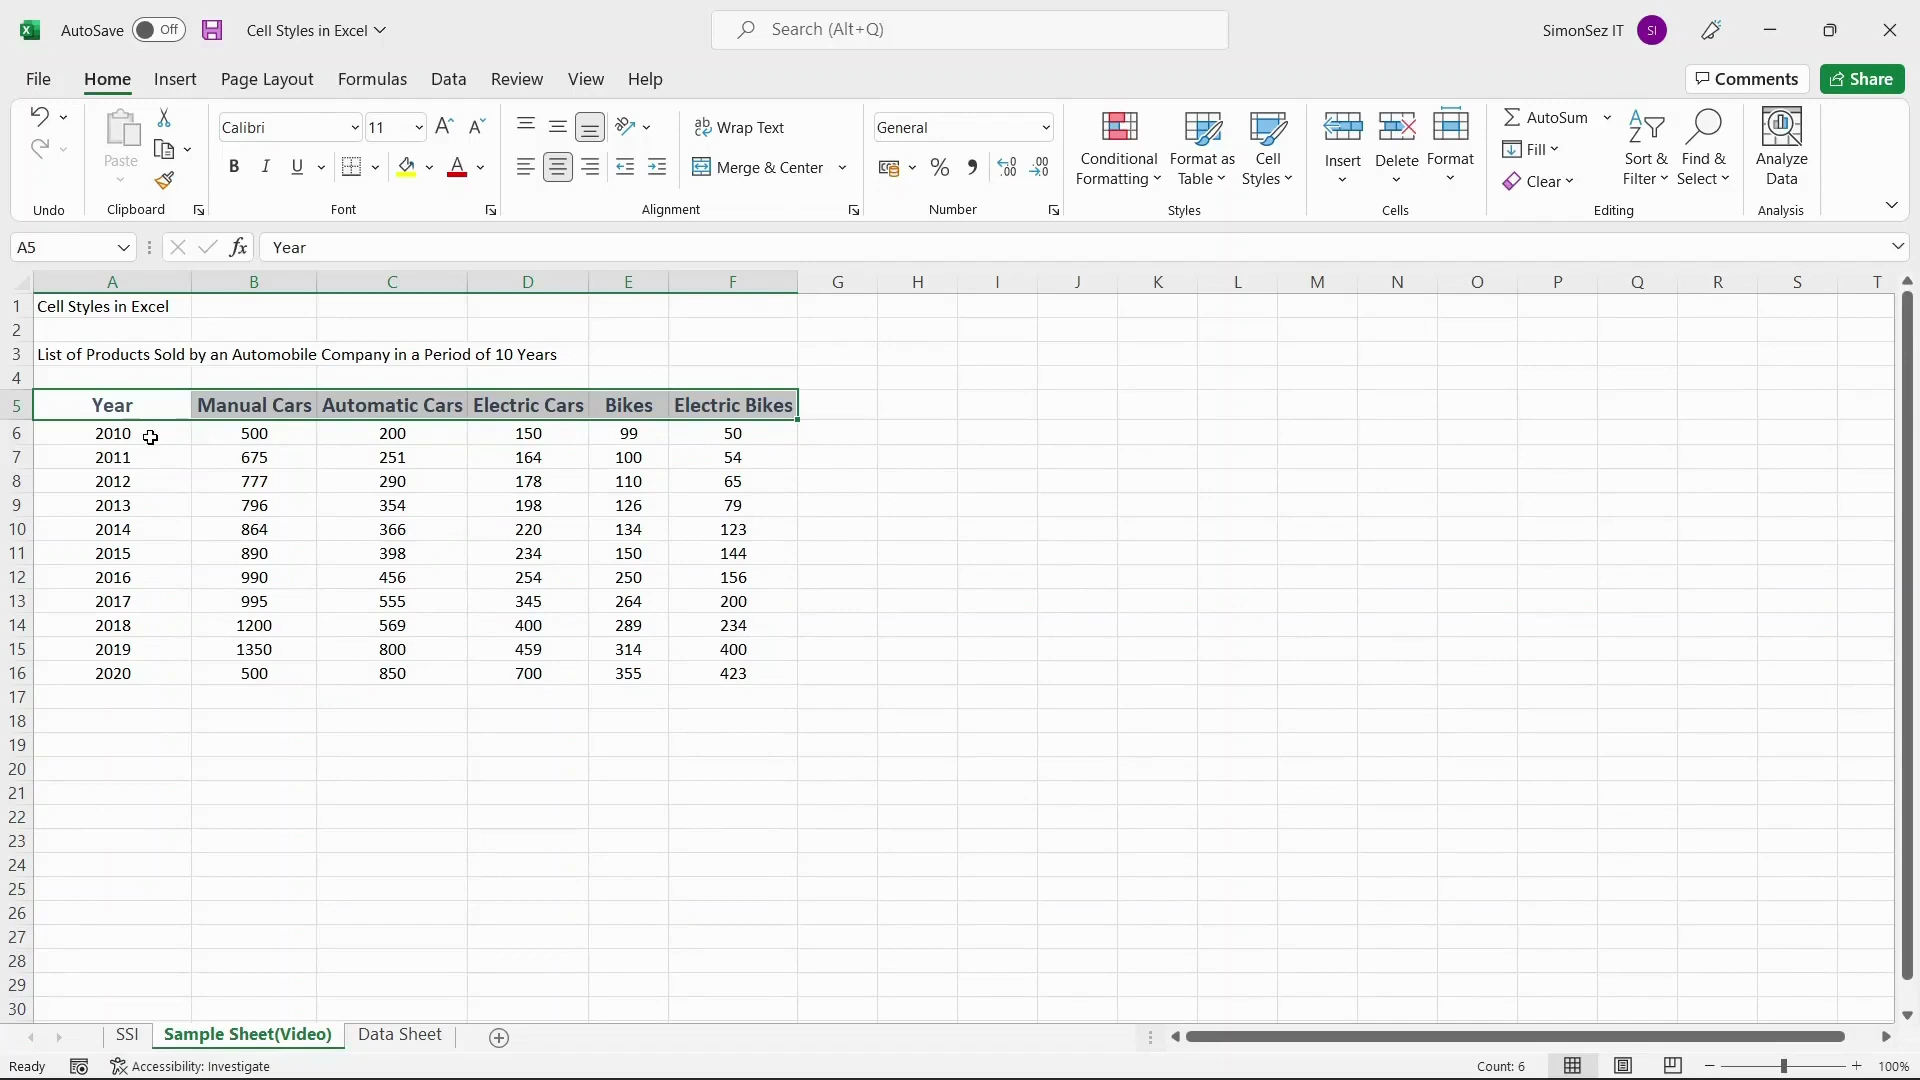 AutoSave Off Cell Styles in Excel Search (Alt+Q) SimonSez IT SI
File Home Insert Page Layout Formulas Data Review View Help Comments Share
Calibri 11 Wrap Text General AutoSum
Paste B I U Merge & Center % Conditional Formatting Format as Table Cell Styles Insert Delete Format Fill Sort & Filter Find & Select Analyze Data
Clear
Undo Clipboard Font Alignment Number Styles Cells Editing Analysis
A5 fx Year
A B C D E F G H I J K L M N O P Q R S T
1 Cell Styles in Excel
2
3 List of Products Sold by an Automobile Company in a Period of 10 Years
4
5 Year Manual Cars Automatic Cars Electric Cars Bikes Electric Bikes
6 2010 500 200 150 99 50
7 2011 675 251 164 100 54
8 2012 777 290 178 110 65
9 2013 796 354 198 126 79
10 2014 864 366 220 134 123
11 2015 890 398 234 150 144
12 2016 990 456 254 250 156
13 2017 995 555 345 264 200
14 2018 1200 569 400 289 234
15 2019 1350 800 459 314 400
16 2020 500 850 700 355 423
17
18
19
20
21
22
23
24
25
26
27
28
29
30
SSI Sample Sheet(Video) Data Sheet
Ready Accessibility: Investigate Count: 6 100%